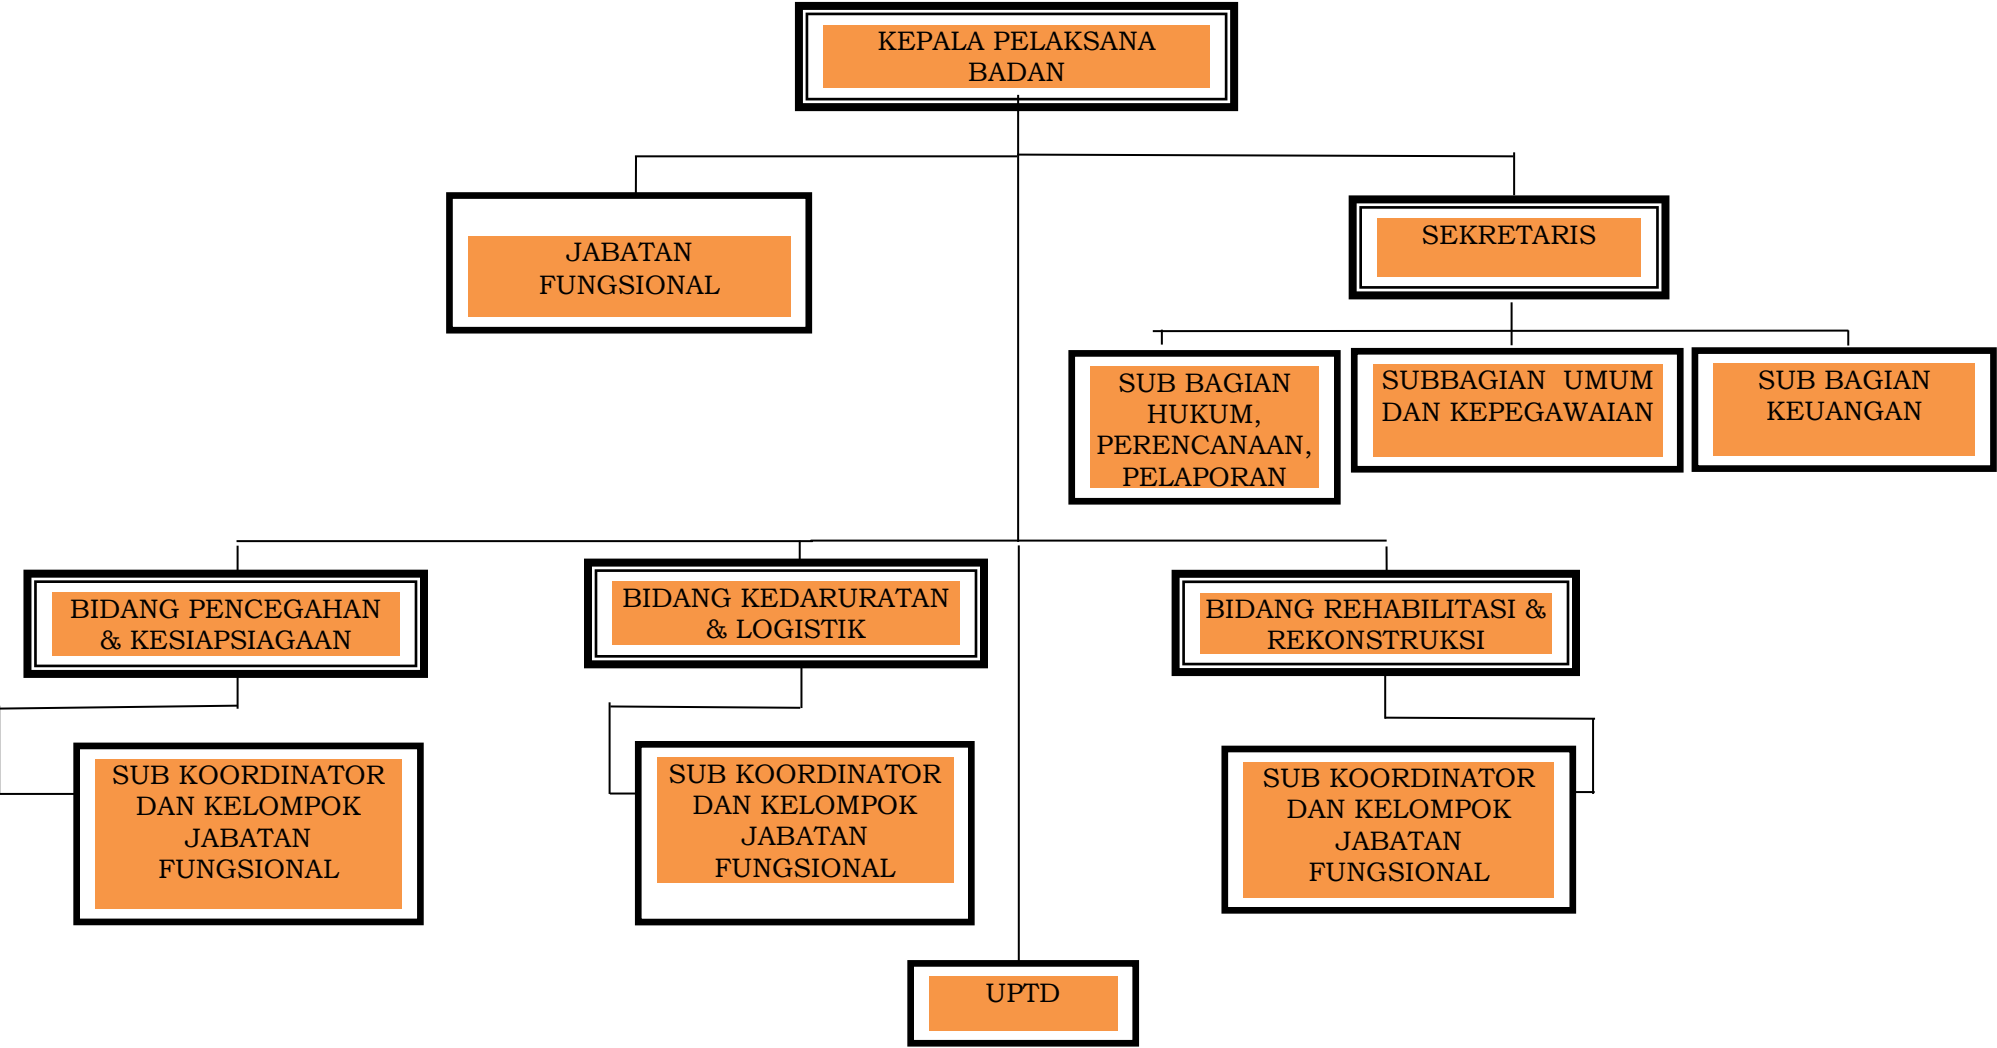 KEPALA PELAKSANA
BADAN
JABATAN
FUNGSIONAL
SEKRETARIS
SUB BAGIAN
HUKUM,
PERENCANAAN,
PELAPORAN
SUBBAGIAN UMUM
DAN KEPEGAWAIAN
SUB BAGIAN
KEUANGAN
BIDANG PENCEGAHAN
& KESIAPSIAGAAN
BIDANG KEDARURATAN
& LOGISTIK
BIDANG REHABILITASI &
REKONSTRUKSI
SUB KOORDINATOR
DAN KELOMPOK
JABATAN
FUNGSIONAL
SUB KOORDINATOR
DAN KELOMPOK
JABATAN
FUNGSIONAL
SUB KOORDINATOR
DAN KELOMPOK
JABATAN
FUNGSIONAL
UPTD